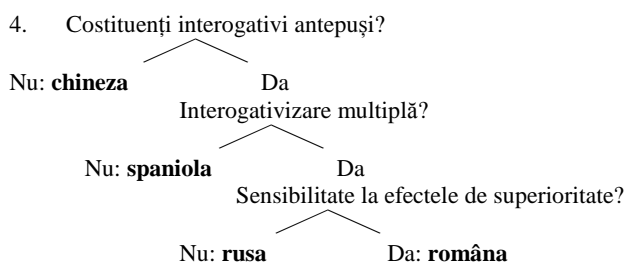 4. Costituenți interogativi antepuși?
Nu: chineza Da
Interogativizare multiplă?
Nu: spaniola Da
Sensibilitate la efectele de superioritate?
Nu: rusa Da: româna